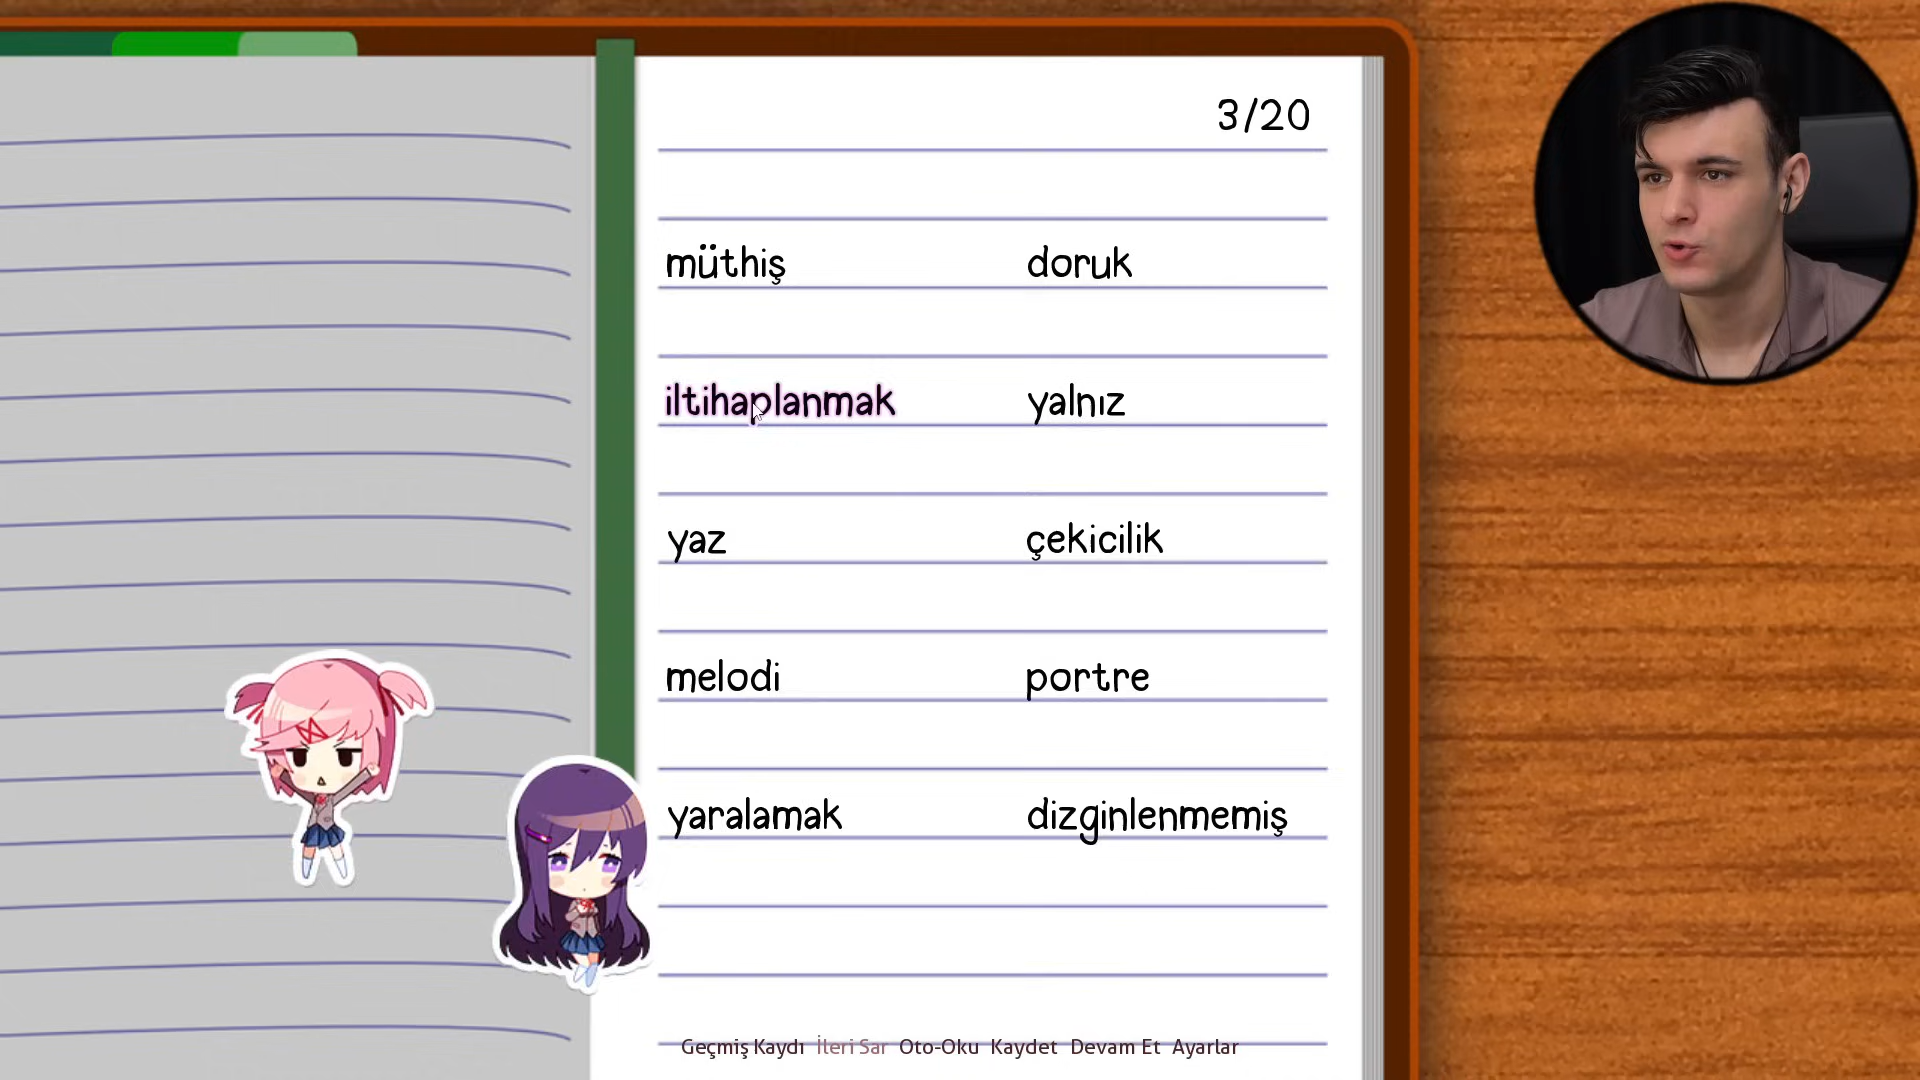 3/20
müthiş doruk
iltihaplanmak yalnız
yaz çekicilik
melodi portre
yaralamak dizginlenmemiş
Geçmiş Kaydı İleri Sar Oto-Oku Kaydet Devam Et Ayarlar